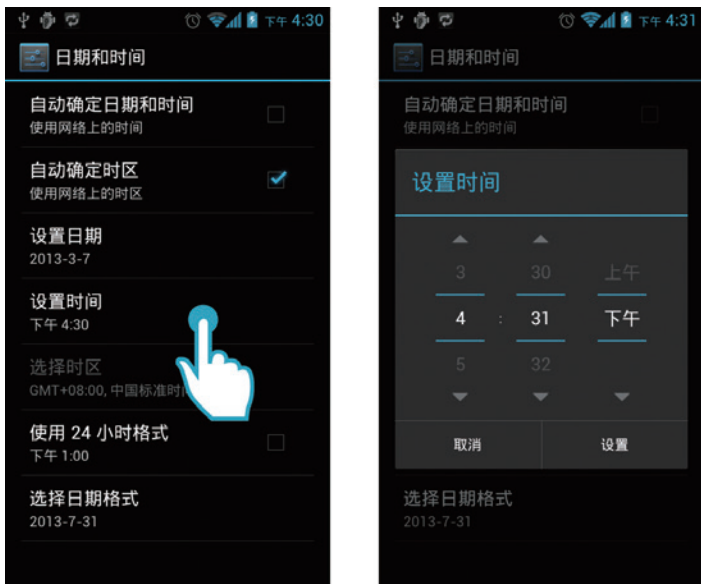 下午 4:30
日期和时间
自动确定日期和时间
使用网络上的时间
自动确定时区
使用网络上的时区
设置日期
2013-3-7
设置时间
下午 4:30
选择时区
GMT+08:00, 中国标准时
使用 24 小时格式
下午 1:00
选择日期格式
2013-7-31
下午 4:31
日期和时间
自动确定日期和时间
使用网络上的时间
设置时间
3 30 上午
4 : 31 下午
5 32
取消 设置
选择日期格式
2013-7-31